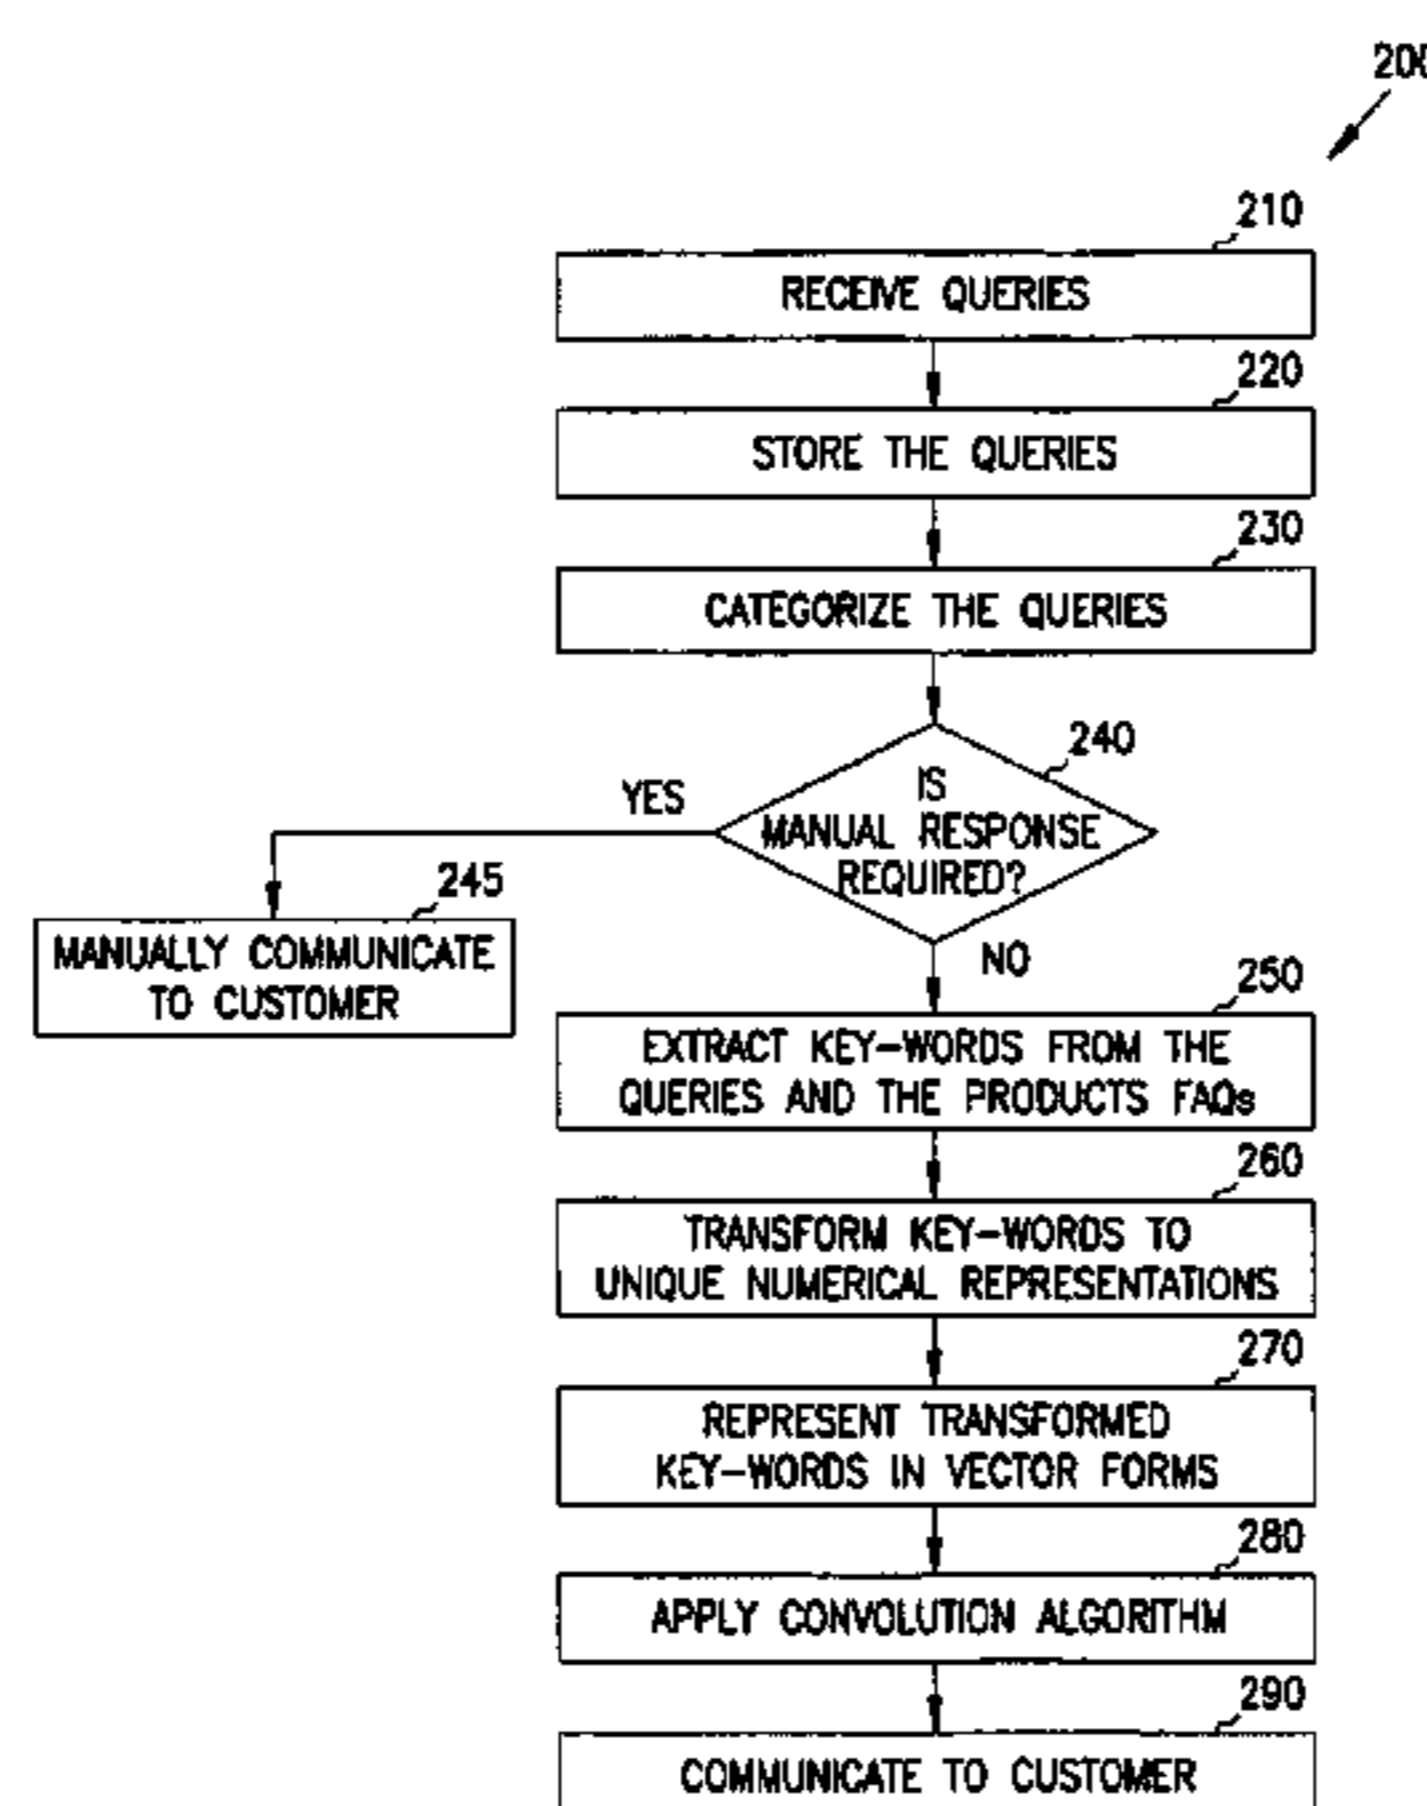 200
210
RECEIVE QUERIES
220
STORE THE QUERIES
230
CATEGORIZE THE QUERIES
240
IS
MANUAL RESPONSE
REQUIRED?
YES
245
MANUALLY COMMUNICATE
TO CUSTOMER
NO
250
EXTRACT KEY-WORDS FROM THE
QUERIES AND THE PRODUCTS FAQs
260
TRANSFORM KEY-WORDS TO
UNIQUE NUMERICAL REPRESENTATIONS
270
REPRESENT TRANSFORMED
KEY-WORDS IN VECTOR FORMS
280
APPLY CONVOLUTION ALGORITHM
290
COMMUNICATE TO CUSTOMER